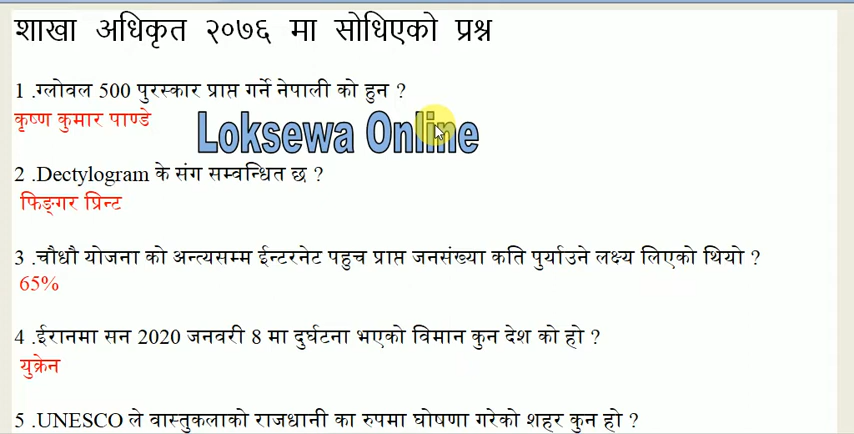 शाखा अधिकृत २०७६ मा सोधिएको प्रश्न
1 .ग्लोवल 500 पुरस्कार प्राप्त गर्ने नेपाली को हुन ?
कृष्ण कुमार पाण्डे
Loksewa Online
2 .Dectylogram के संग सम्वन्धित छ ?
फिङ्गर प्रिन्ट
3 .चौधौ योजना को अन्त्यसम्म ईन्टरनेट पहुच प्राप्त जनसंख्या कति पुर्याउने लक्ष्य लिएको थियो ?
65%
4 .ईरानमा सन 2020 जनवरी 8 मा दुर्घटना भएको विमान कुन देश को हो ?
युक्रेन
5 .UNESCO ले वास्तुकलाको राजधानी का रुपमा घोषणा गरेको शहर कुन हो ?